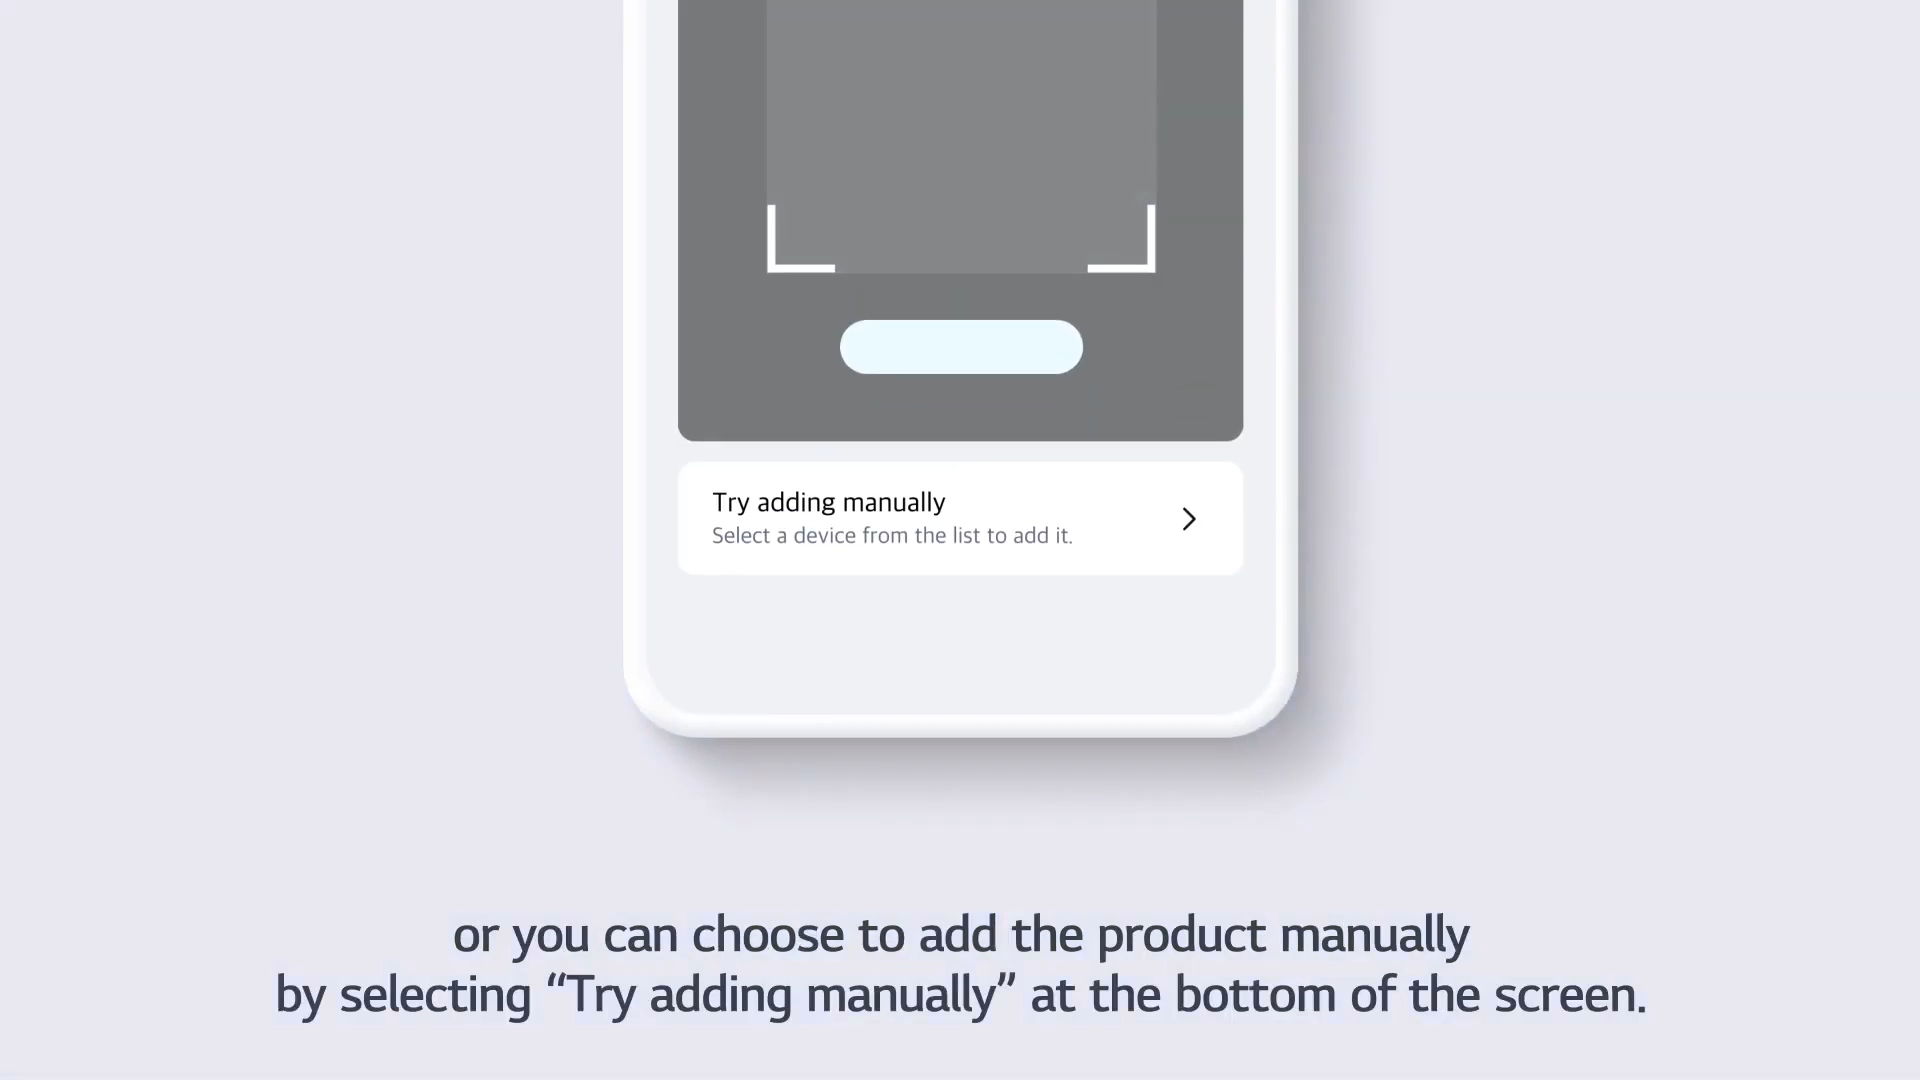 Try adding manually
Select a device from the list to add it.
or you can choose to add the product manually
by selecting “Try adding manually” at the bottom of the screen.